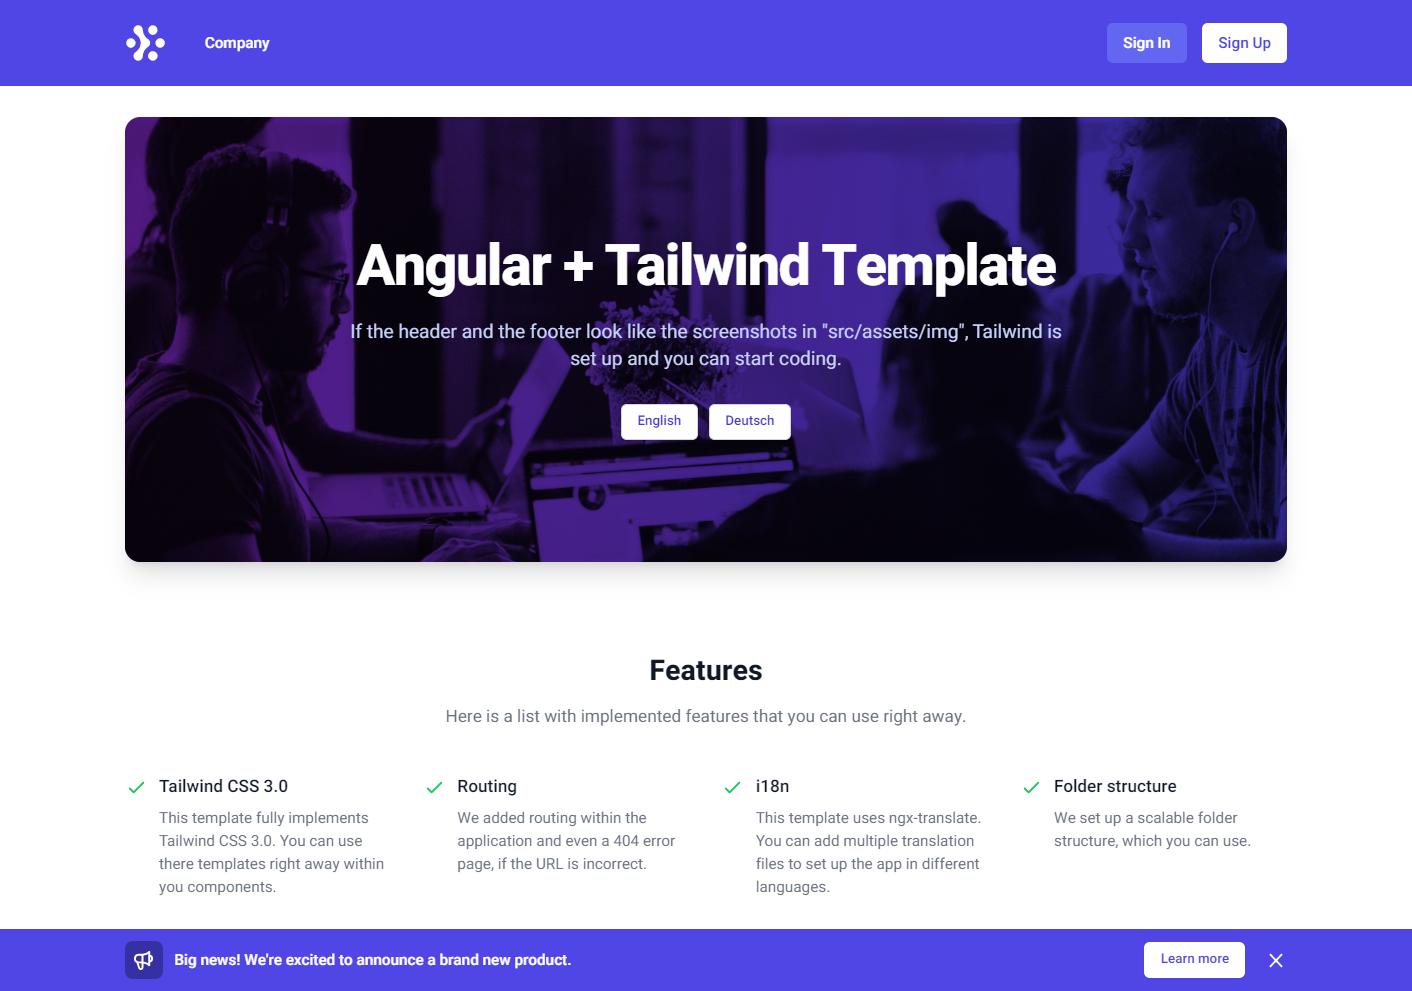 Company
Sign In
Sign Up
Angular + Tailwind Template
If the header and the footer look like the screenshots in "src/assets/img", Tailwind is
set up and you can start coding.
English
Deutsch
Features
Here is a list with implemented features that you can use right away.
Tailwind CSS 3.0
This template fully implements
Tailwind CSS 3.0. You can use
there templates right away within
you components.
Routing
We added routing within the
application and even a 404 error
page, if the URL is incorrect.
i18n
This template uses ngx-translate.
You can add multiple translation
files to set up the app in different
languages.
Folder structure
We set up a scalable folder
structure, which you can use.
Big news! We're excited to announce a brand new product.
Learn more